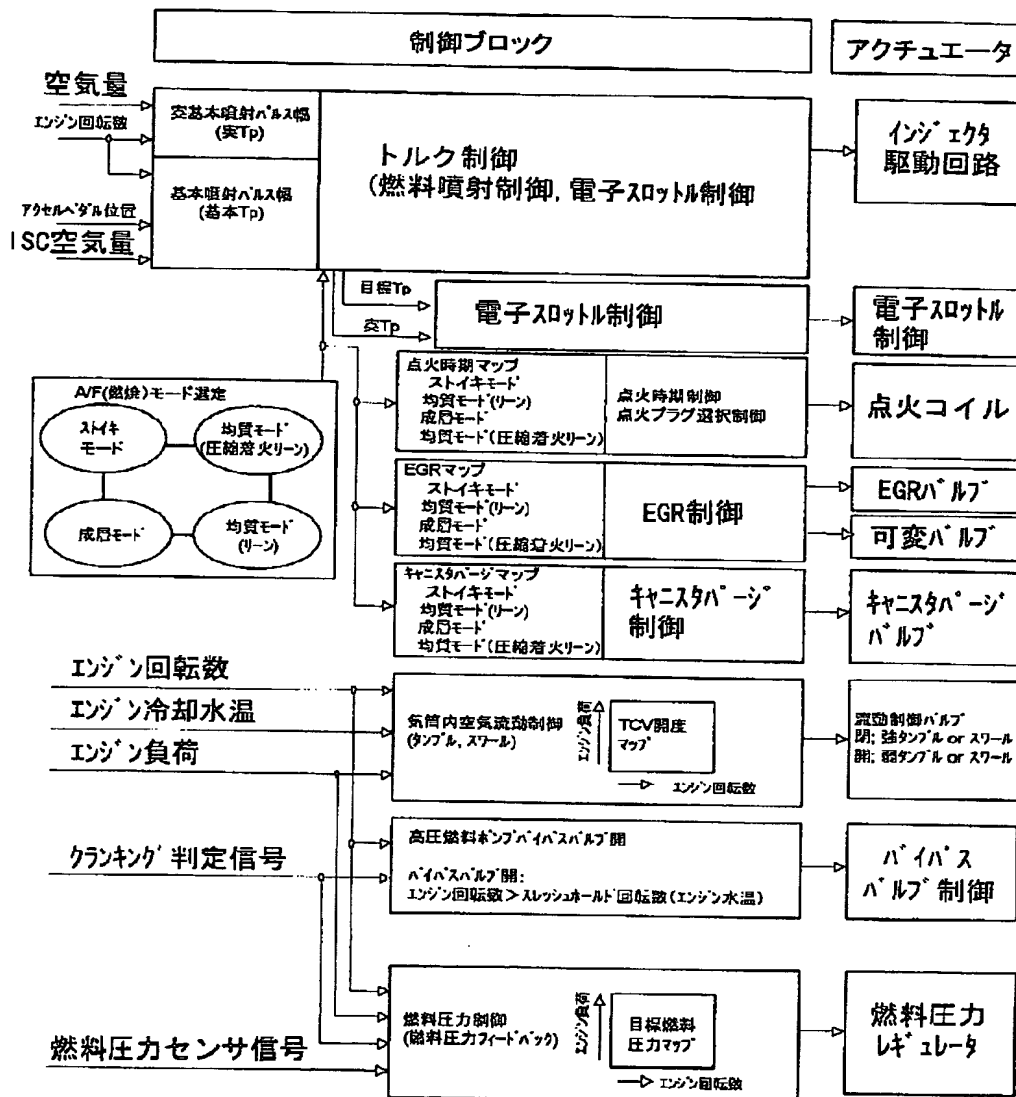 制御ブロック
アクチュエータ
空気量
エンジン回転数
アクセルペダル位置
ISC空気量
実基本噴射パルス幅
(実Tp)
基本噴射パルス幅
(基本Tp)
トルク制御
(燃料噴射制御, 電子スロットル制御
インジェクタ
駆動回路
目標Tp
実Tp
電子スロットル制御
電子スロットル
制御
A/F(燃焼)モード選定
ストイキ
モード
均質モード
(圧縮着火リーン)
成層モード
均質モード
(リーン)
点火時期マップ
ストイキモード
均質モード(リーン)
成層モード
均質モード(圧縮着火リーン)
点火時期制御
点火プラグ選択制御
点火コイル
EGRマップ
ストイキモード
均質モード(リーン)
成層モード
均質モード(圧縮着火リーン)
EGR制御
EGRバルブ
可変バルブ
キャニスタパージマップ
ストイキモード
均質モード(リーン)
成層モード
均質モード(圧縮着火リーン)
キャニスタパージ
制御
キャニスタパージ
バルブ
エンジン回転数
エンジン冷却水温
エンジン負荷
気筒内空気流動制御
(タンブル, スワール)
エンジン負荷
TCV開度
マップ
エンジン回転数
流動制御バルブ
閉; 強タンブル or スワール
開; 弱タンブル or スワール
クランキング判定信号
高圧燃料ポンプバイパスバルブ開
バイパスバルブ開:
エンジン回転数>スレッシュホールド回転数(エンジン水温)
バイパス
バルブ制御
燃料圧力センサ信号
燃料圧力制御
(燃料圧力フィードバック)
エンジン負荷
目標燃料
圧力マップ
エンジン回転数
燃料圧力
レギュレータ